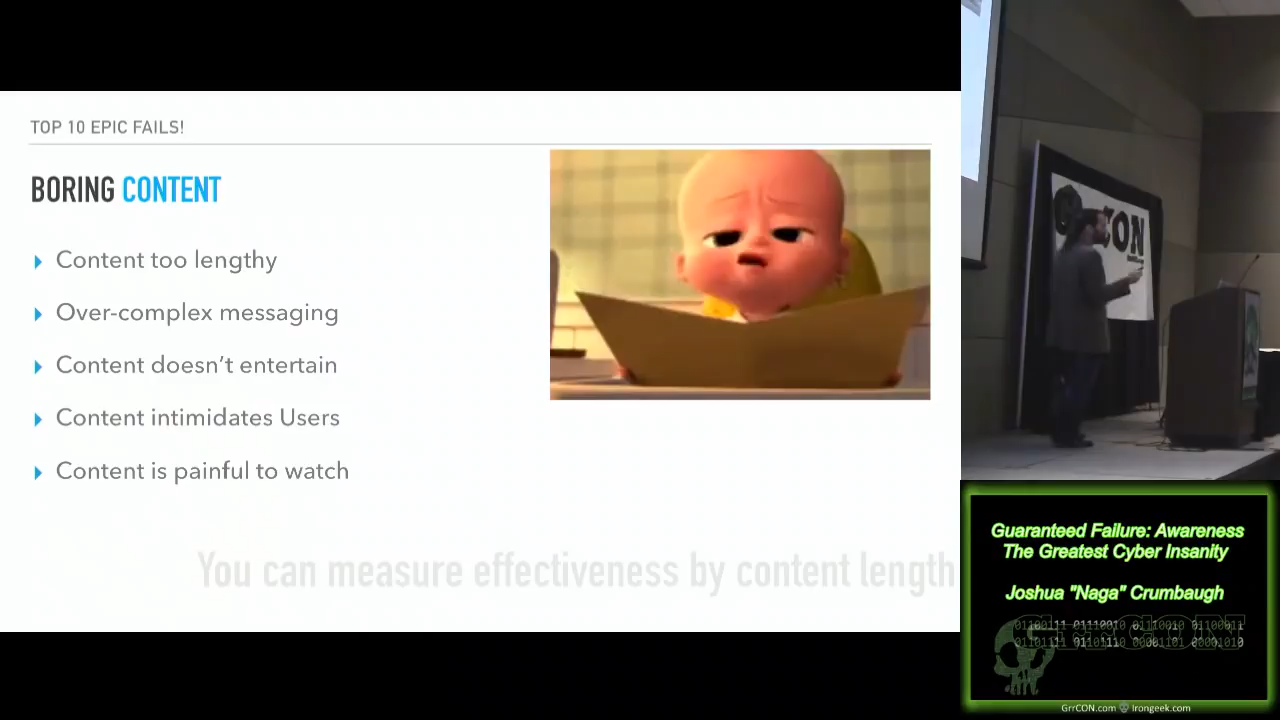 TOP 10 EPIC FAILS!
BORING CONTENT
Content too lengthy
Over-complex messaging
Content doesn’t entertain
Content intimidates Users
Content is painful to watch
You can measure effectiveness by content length
CON
Guaranteed Failure: Awareness
The Greatest Cyber Insanity
Joshua "Naga" Crumbaugh
GrrCON
GrrCON.com Irongeek.com